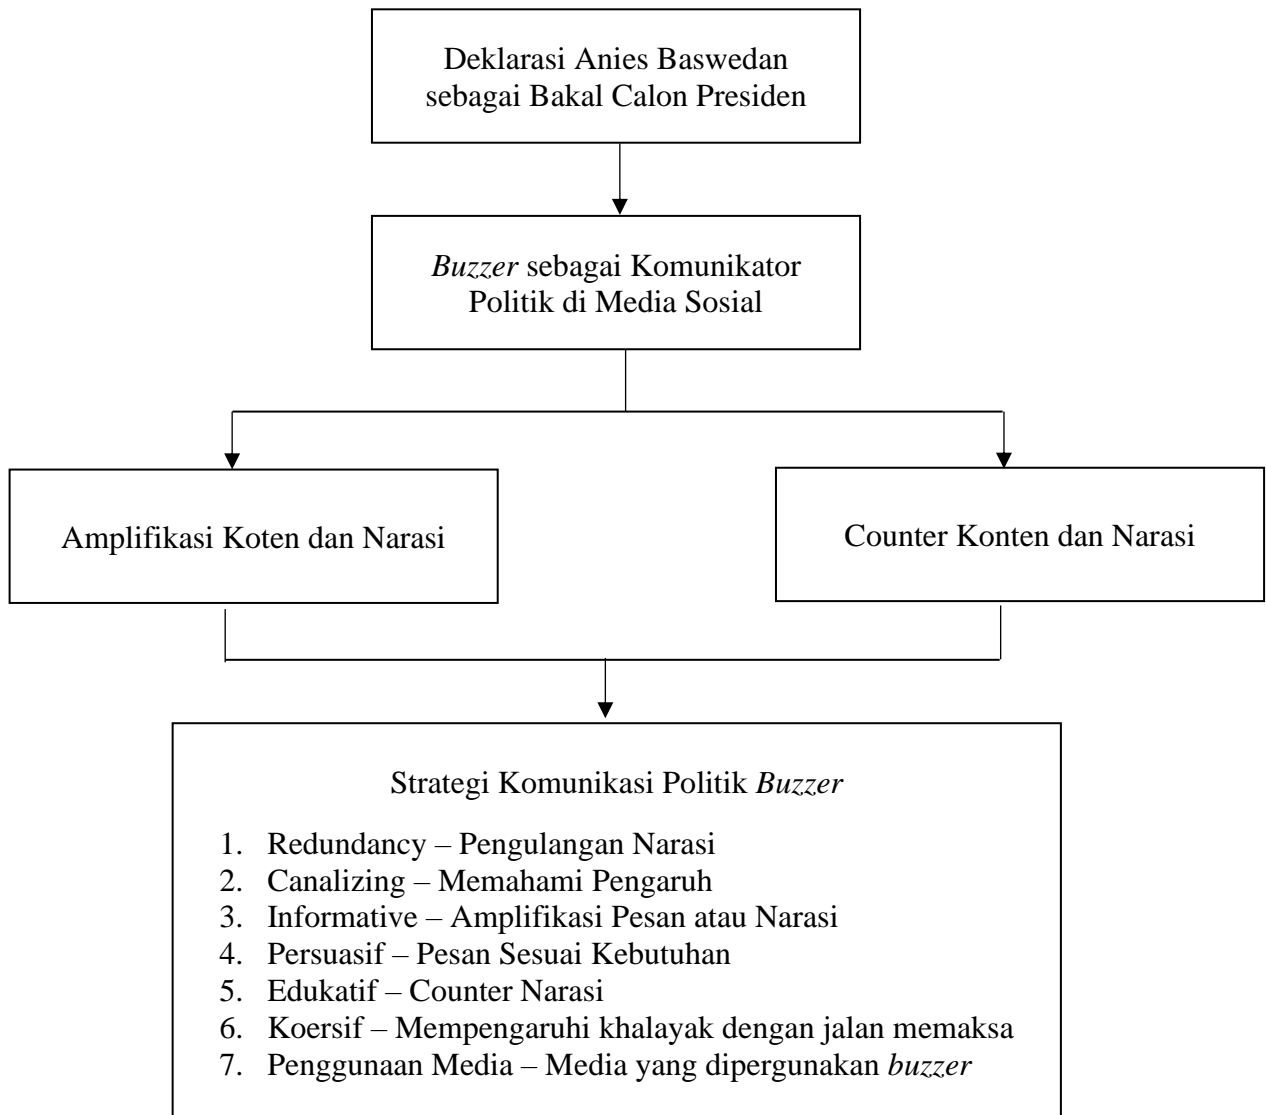 Deklarasi Anies Baswedan
sebagai Bakal Calon Presiden
Buzzer sebagai Komunikator
Politik di Media Sosial
Amplifikasi Koten dan Narasi
Counter Konten dan Narasi
Strategi Komunikasi Politik Buzzer
1. Redundancy – Pengulangan Narasi
2. Canalizing – Memahami Pengaruh
3. Informative – Amplifikasi Pesan atau Narasi
4. Persuasif – Pesan Sesuai Kebutuhan
5. Edukatif – Counter Narasi
6. Koersif – Mempengaruhi khalayak dengan jalan memaksa
7. Penggunaan Media – Media yang dipergunakan buzzer